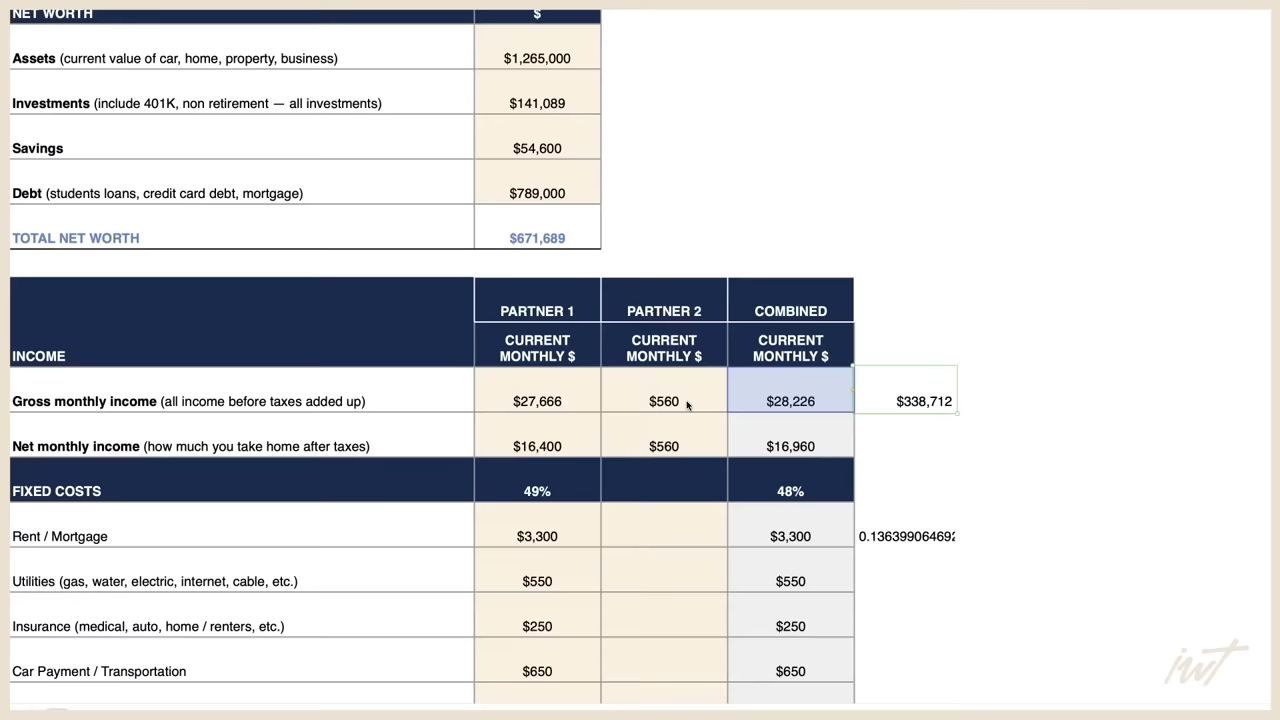 NET WORTH $
Assets (current value of car, home, property, business) $1,265,000
Investments (include 401K, non retirement — all investments) $141,089
Savings $54,600
Debt (students loans, credit card debt, mortgage) $789,000
TOTAL NET WORTH $671,689
PARTNER 1 PARTNER 2 COMBINED
INCOME CURRENT MONTHLY $ CURRENT MONTHLY $ CURRENT MONTHLY $
Gross monthly income (all income before taxes added up) $27,666 $560 $28,226 $338,712
Net monthly income (how much you take home after taxes) $16,400 $560 $16,960
FIXED COSTS 49% 48%
Rent / Mortgage $3,300 $3,300 0.13639906469
Utilities (gas, water, electric, internet, cable, etc.) $550 $550
Insurance (medical, auto, home / renters, etc.) $250 $250
Car Payment / Transportation $650 $650
iwt